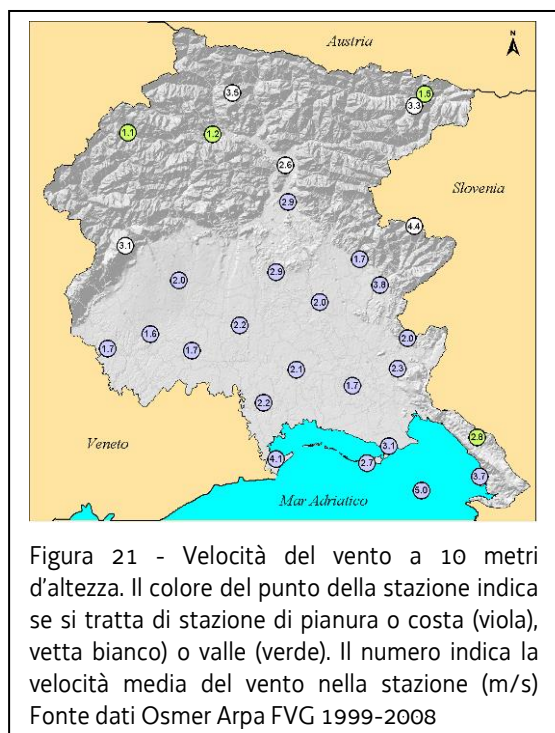 Austria
N
3.5
1.5
3.3
1.1
1.2
2.6
Slovenia
2.9
4.4
3.1
1.7
2.9
2.0
3.8
2.0
2.2
1.6
2.0
1.7
1.7
2.1
2.3
1.7
2.2
Veneto
2.8
3.1
4.1
2.7
3.7
5.0
Mar Adriatico
Figura 21 - Velocità del vento a 10 metri
d'altezza. Il colore del punto della stazione indica
se si tratta di stazione di pianura o costa (viola),
vetta bianco) o valle (verde). Il numero indica la
velocità media del vento nella stazione (m/s)
Fonte dati Osmer Arpa FVG 1999-2008